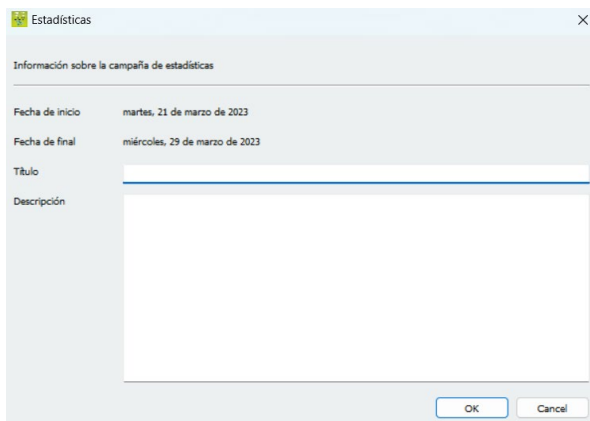 Estadísticas
Información sobre la campaña de estadísticas
Fecha de inicio martes, 21 de marzo de 2023
Fecha de final miércoles, 29 de marzo de 2023
Título
Descripción
OK Cancel